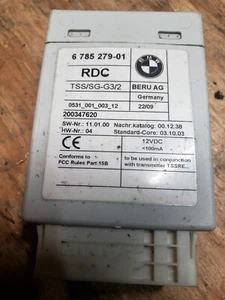 6 785 279-01
BMW
RDC
TSS/SG-G3/2
BERU AG
Germany
0531_001_003_12
22/09
200347620
SW-Nr.: 11.01.00
Nachr.katalog: 00.12.38
HW-Nr.: 04
Standard-Core: 03.10.03
CE
12VDC
<100mA
Conforms to
FCC Rules Part 15B
to be used in conjunction
with transmitter TSSRE...